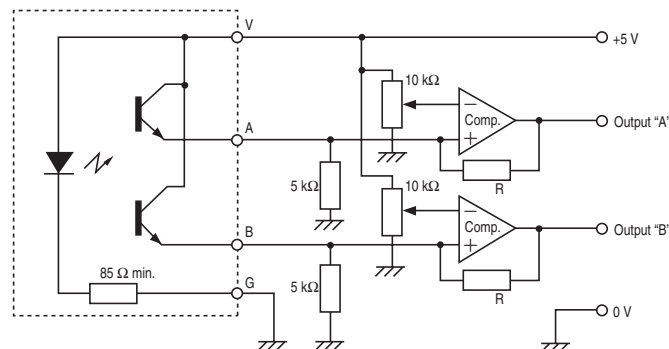 V
+5 V
10 kΩ
Comp.
Output “A”
A
R
5 kΩ
10 kΩ
Comp.
Output “B”
B
R
85 Ω min.
G
5 kΩ
0 V